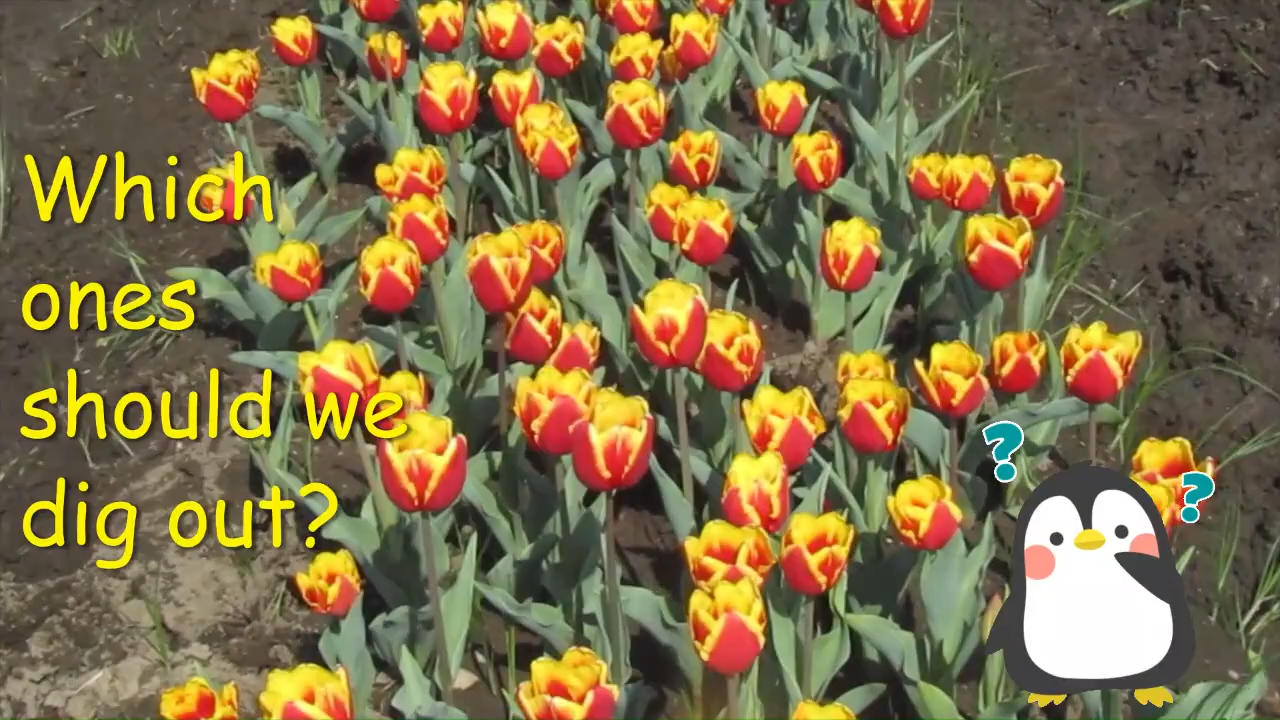 Which
ones
should we
dig out?
? ?